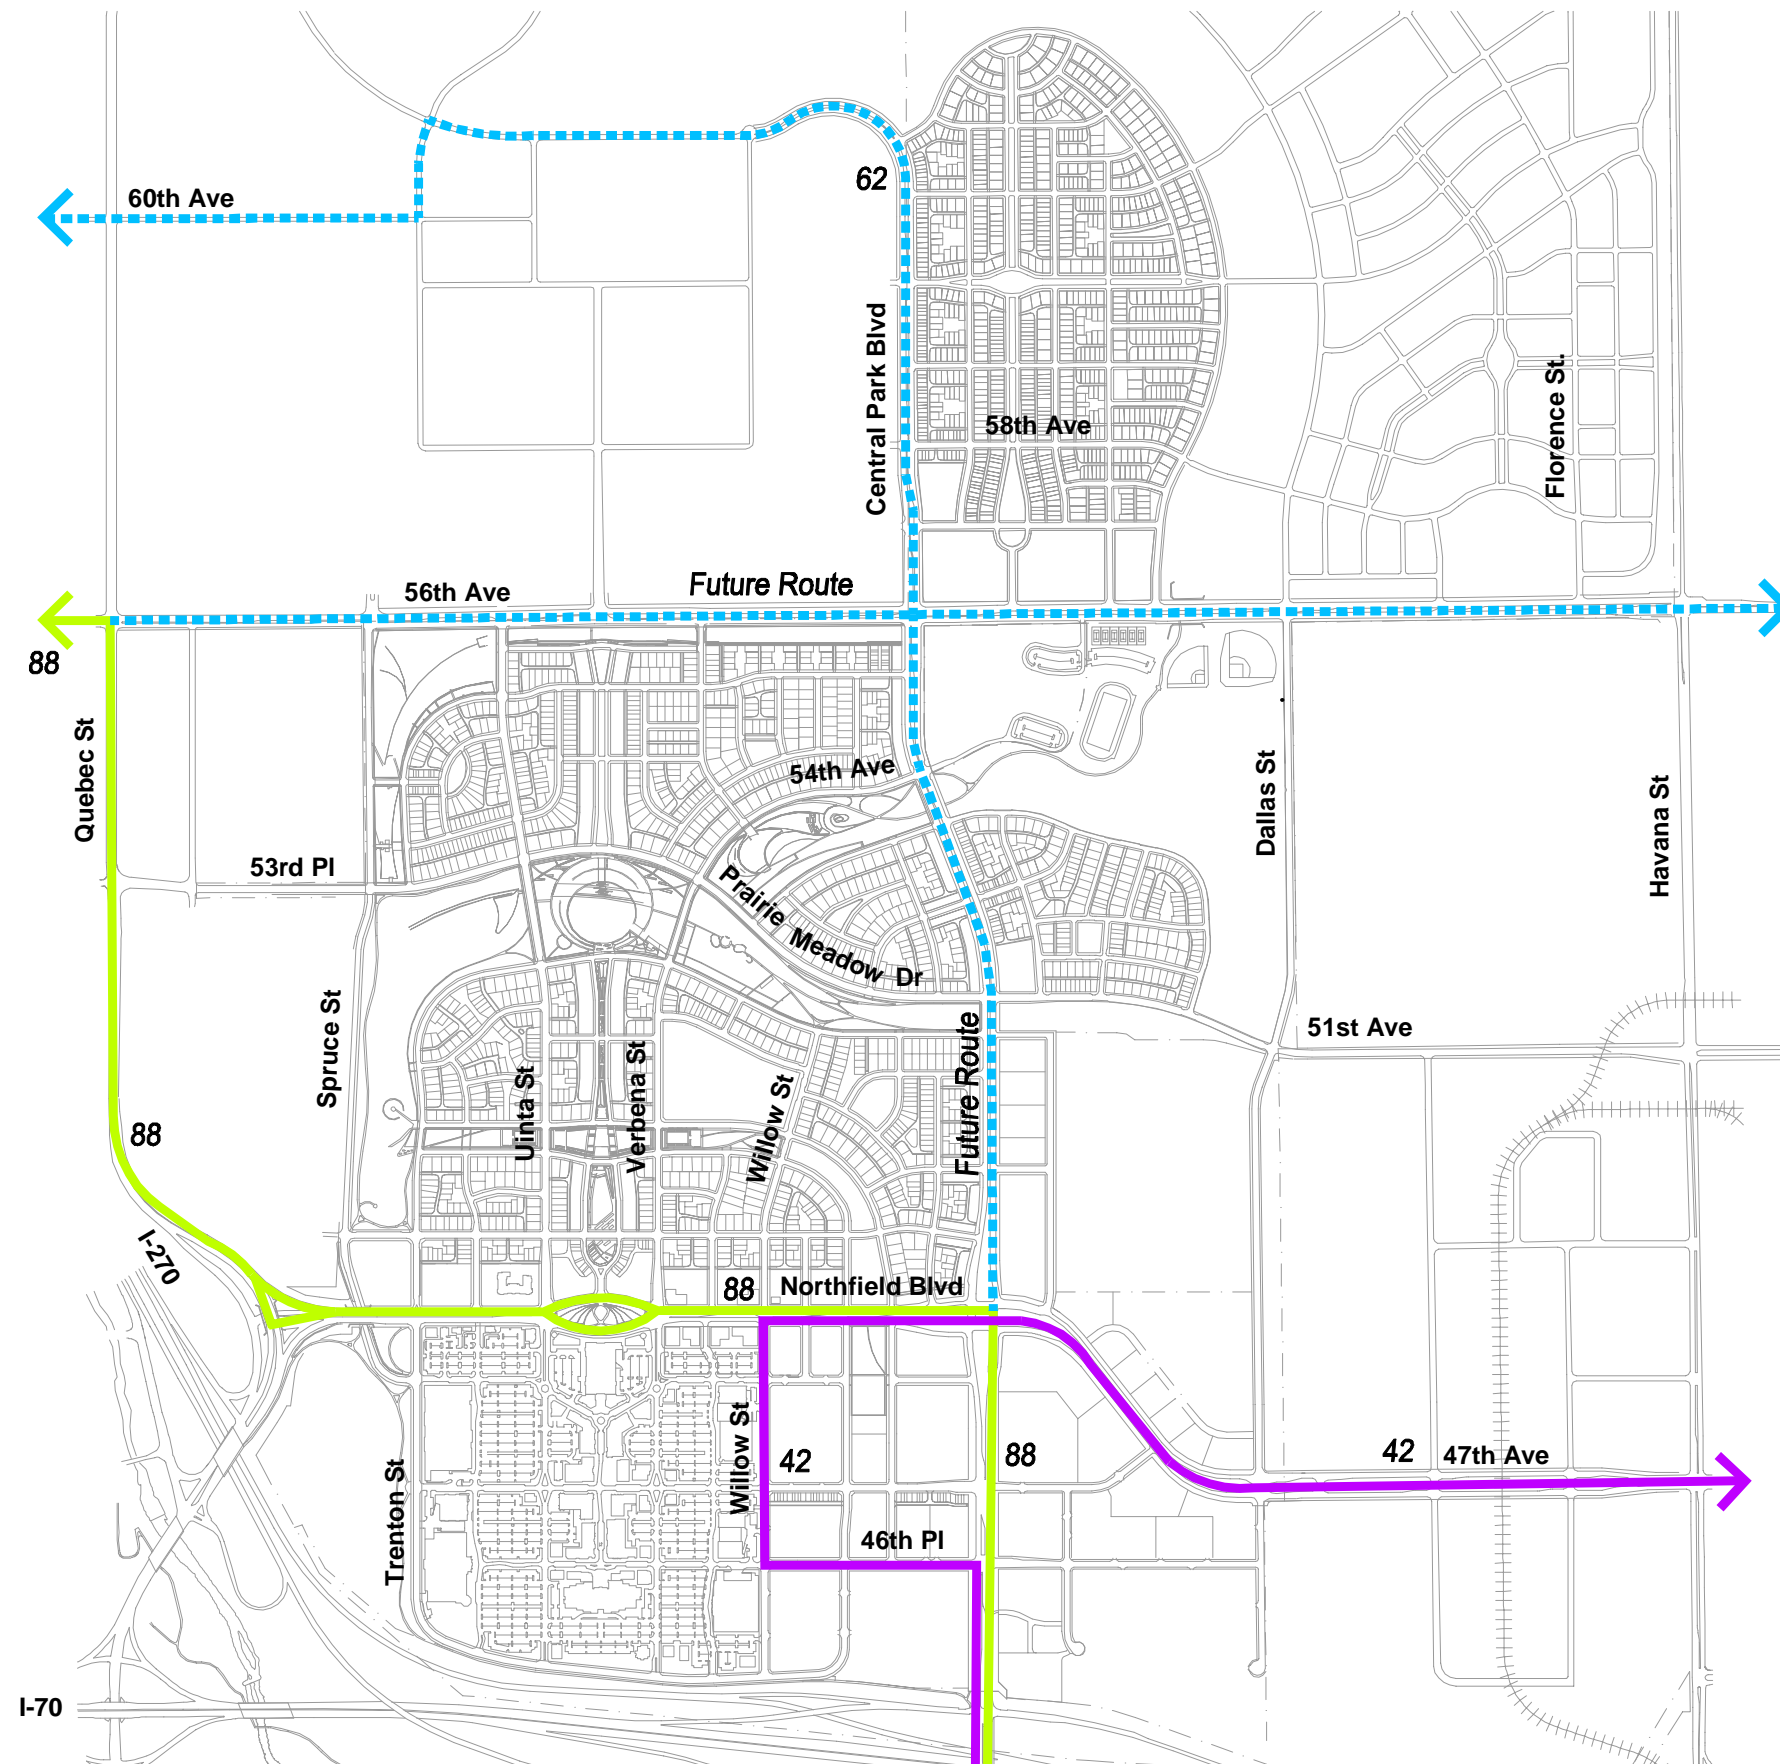 62
60th Ave
Central Park Blvd
58th Ave
Florence St.
56th Ave
Future Route
88
Quebec St
54th Ave
Dallas St
Havana St
53rd Pl
Prairie Meadow Dr
Spruce St
Future Route
51st Ave
Uinta St
Verbena St
Willow St
88
I-270
88
Northfield Blvd
Trenton St
Willow St
42
88
42
47th Ave
46th Pl
I-70